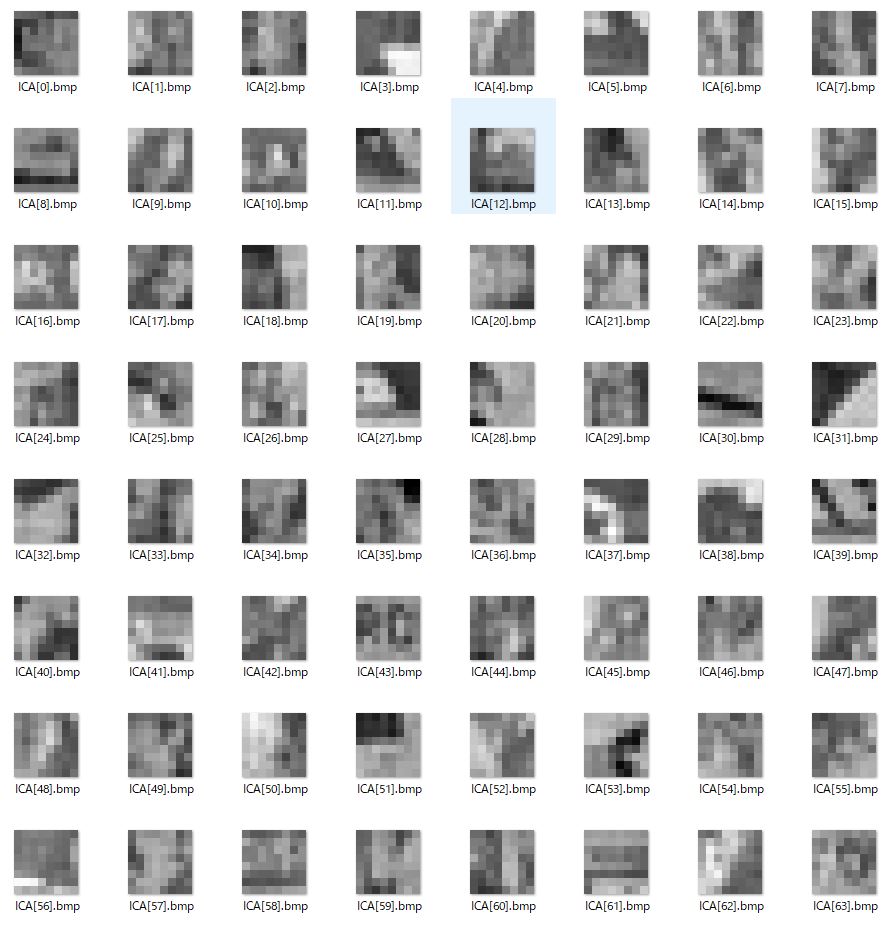 ICA[0].bmp ICA[1].bmp ICA[2].bmp ICA[3].bmp ICA[4].bmp ICA[5].bmp ICA[6].bmp ICA[7].bmp
ICA[8].bmp ICA[9].bmp ICA[10].bmp ICA[11].bmp ICA[12].bmp ICA[13].bmp ICA[14].bmp ICA[15].bmp
ICA[16].bmp ICA[17].bmp ICA[18].bmp ICA[19].bmp ICA[20].bmp ICA[21].bmp ICA[22].bmp ICA[23].bmp
ICA[24].bmp ICA[25].bmp ICA[26].bmp ICA[27].bmp ICA[28].bmp ICA[29].bmp ICA[30].bmp ICA[31].bmp
ICA[32].bmp ICA[33].bmp ICA[34].bmp ICA[35].bmp ICA[36].bmp ICA[37].bmp ICA[38].bmp ICA[39].bmp
ICA[40].bmp ICA[41].bmp ICA[42].bmp ICA[43].bmp ICA[44].bmp ICA[45].bmp ICA[46].bmp ICA[47].bmp
ICA[48].bmp ICA[49].bmp ICA[50].bmp ICA[51].bmp ICA[52].bmp ICA[53].bmp ICA[54].bmp ICA[55].bmp
ICA[56].bmp ICA[57].bmp ICA[58].bmp ICA[59].bmp ICA[60].bmp ICA[61].bmp ICA[62].bmp ICA[63].bmp